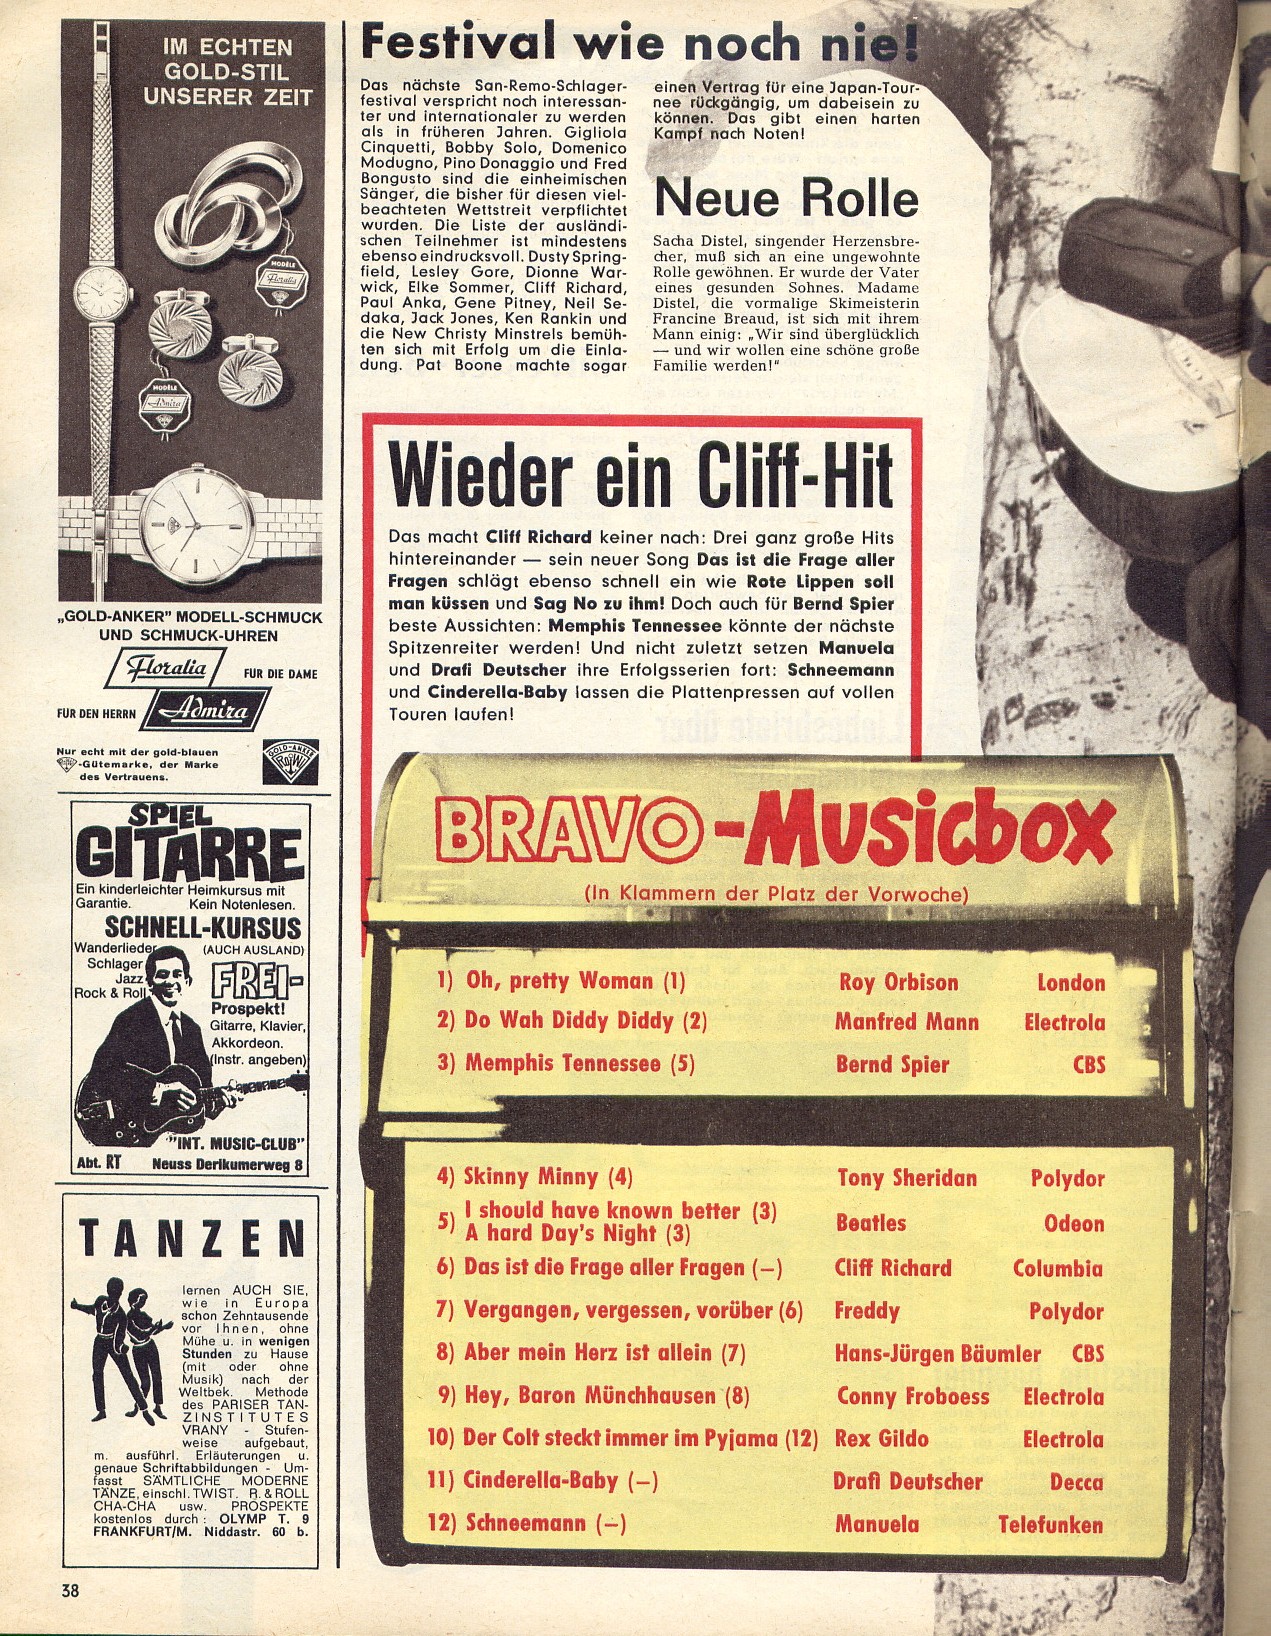 IM ECHTEN
GOLD-STIL
UNSERER ZEIT
MODÈLE
Floralia
MODÈLE
Admira
„GOLD-ANKER” MODELL-SCHMUCK
UND SCHMUCK-UHREN
Floralia FÜR DIE DAME
FÜR DEN HERRN Admira
Nur echt mit der gold-blauen
-Gütemarke, der Marke
des Vertrauens.
GOLD-ANKER
RoWi
SPIEL
GITARRE
Ein kinderleichter Heimkursus mit
Garantie. Kein Notenlesen.
SCHNELL-KURSUS
Wanderlieder (AUCH AUSLAND)
Schlager
Jazz
Rock & Roll
FREI-
Prospekt!
Gitarre, Klavier,
Akkordeon.
(Instr. angeben)
"INT. MUSIC-CLUB"
Abt. RT Neuss Derikumerweg 8
TANZEN
lernen AUCH SIE,
wie in Europa
schon Zehntausende
vor Ihnen, ohne
Mühe u. in wenigen
Stunden zu Hause
(mit oder ohne
Musik) nach der
Weltbek. Methode
des PARISER TAN-
ZINSTITUTES
VRANY - Stufen-
weise aufgebaut,
m. ausführl. Erläuterungen u.
genaue Schriftabbildungen - Um-
fasst SÄMTLICHE MODERNE
TÄNZE, einschl. TWIST. R. & ROLL
CHA-CHA usw. PROSPEKTE
kostenlos durch: OLYMP T. 9
FRANKFURT/M. Niddastr. 60 b.
38
Festival wie noch nie!
Das nächste San-Remo-Schlager-
festival verspricht noch interessan-
ter und internationaler zu werden
als in früheren Jahren. Gigliola
Cinquetti, Bobby Solo, Domenico
Modugno, Pino Donaggio und Fred
Bongusto sind die einheimischen
Sänger, die bisher für diesen viel-
beachteten Wettstreit verpflichtet
wurden. Die Liste der ausländi-
schen Teilnehmer ist mindestens
ebenso eindrucksvoll. Dusty Spring-
field, Lesley Gore, Dionne War-
wick, Elke Sommer, Cliff Richard,
Paul Anka, Gene Pitney, Neil Se-
daka, Jack Jones, Ken Rankin und
die New Christy Minstrels bemüh-
ten sich mit Erfolg um die Einla-
dung. Pat Boone machte sogar
einen Vertrag für eine Japan-Tour-
nee rückgängig, um dabeisein zu
können. Das gibt einen harten
Kampf nach Noten!
Neue Rolle
Sacha Distel, singender Herzensbre-
cher, muß sich an eine ungewohnte
Rolle gewöhnen. Er wurde der Vater
eines gesunden Sohnes. Madame
Distel, die vormalige Skimeisterin
Francine Breaud, ist sich mit ihrem
Mann einig: „Wir sind überglücklich
— und wir wollen eine schöne große
Familie werden!"
Wieder ein Cliff-Hit
Das macht Cliff Richard keiner nach: Drei ganz große Hits
hintereinander — sein neuer Song Das ist die Frage aller
Fragen schlägt ebenso schnell ein wie Rote Lippen soll
man küssen und Sag No zu ihm! Doch auch für Bernd Spier
beste Aussichten: Memphis Tennessee könnte der nächste
Spitzenreiter werden! Und nicht zuletzt setzen Manuela
und Drafi Deutscher ihre Erfolgsserien fort: Schneemann
und Cinderella-Baby lassen die Plattenpressen auf vollen
Touren laufen!
BRAVO-Musicbox
(In Klammern der Platz der Vorwoche)
1) Oh, pretty Woman (1) Roy Orbison London
2) Do Wah Diddy Diddy (2) Manfred Mann Electrola
3) Memphis Tennessee (5) Bernd Spier CBS
4) Skinny Minny (4) Tony Sheridan Polydor
5) I should have known better (3)
A hard Day's Night (3) Beatles Odeon
6) Das ist die Frage aller Fragen (—) Cliff Richard Columbia
7) Vergangen, vergessen, vorüber (6) Freddy Polydor
8) Aber mein Herz ist allein (7) Hans-Jürgen Bäumler CBS
9) Hey, Baron Münchhausen (8) Conny Froboess Electrola
10) Der Colt steckt immer im Pyjama (12) Rex Gildo Electrola
11) Cinderella-Baby (—) Drafi Deutscher Decca
12) Schneemann (—) Manuela Telefunken